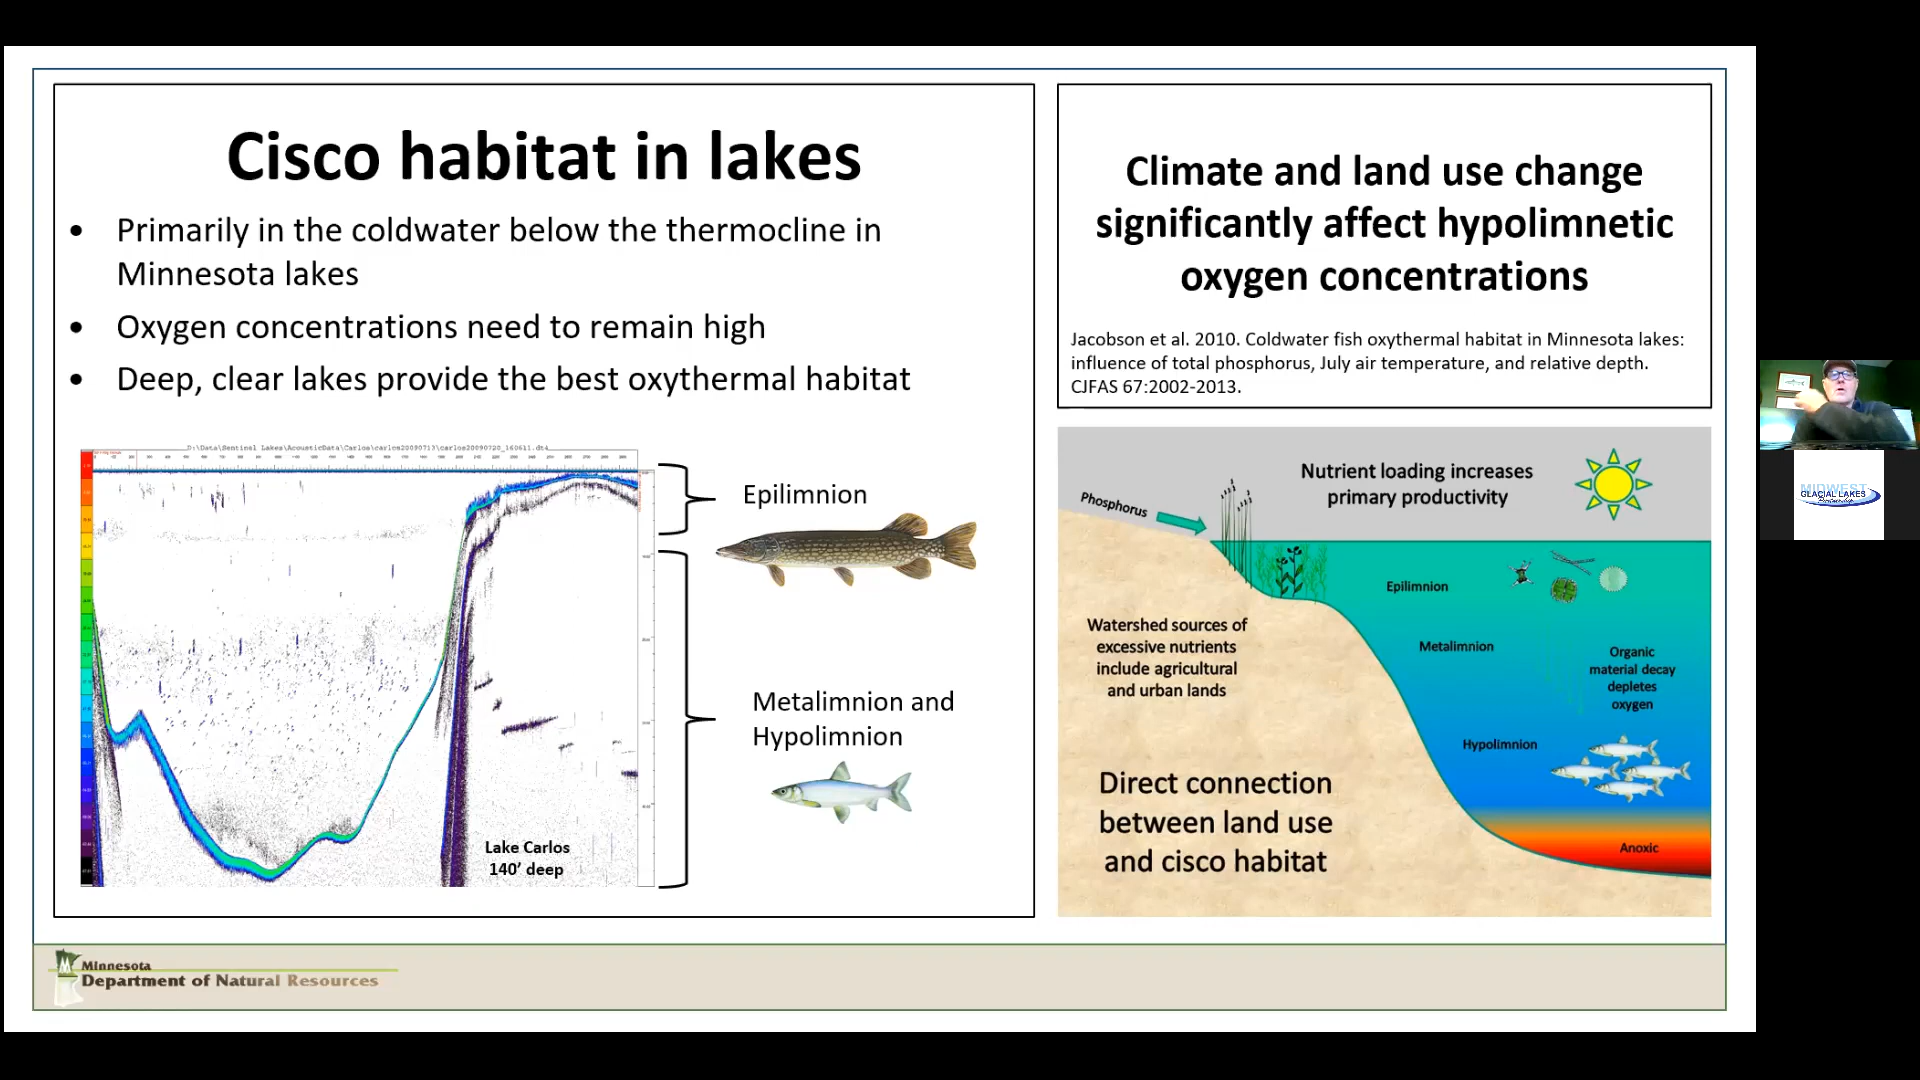 Cisco habitat in lakes
• Primarily in the coldwater below the thermocline in
Minnesota lakes
• Oxygen concentrations need to remain high
• Deep, clear lakes provide the best oxythermal habitat
Epilimnion
Metalimnion and
Hypolimnion
Lake Carlos
140’ deep
Climate and land use change
significantly affect hypolimnetic
oxygen concentrations
Jacobson et al. 2010. Coldwater fish oxythermal habitat in Minnesota lakes:
influence of total phosphorus, July air temperature, and relative depth.
CJFAS 67:2002-2013.
Nutrient loading increases
primary productivity
Phosphorus
Epilimnion
Metalimnion
Organic
material decay
depletes
oxygen
Hypolimnion
Anoxic
Watershed sources of
excessive nutrients
include agricultural
and urban lands
Direct connection
between land use
and cisco habitat
Minnesota
Department of Natural Resources
MIDWEST
GLACIAL LAKES
Partnership